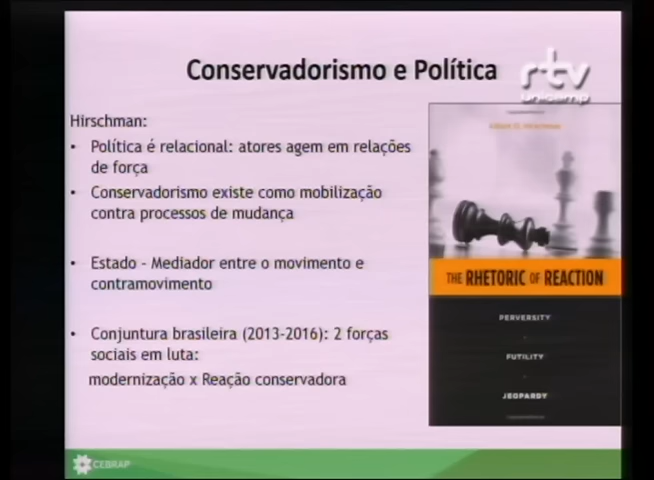 Conservadorismo e Política
rtv
unicamp
Hirschman:
• Política é relacional: atores agem em relações
de força
• Conservadorismo existe como mobilização
contra processos de mudança
• Estado - Mediador entre o movimento e
contramovimento
• Conjuntura brasileira (2013-2016): 2 forças
sociais em luta:
modernização x Reação conservadora
THE RHETORIC OF REACTION
PERVERSITY
FUTILITY
JEOPARDY
CEBRAP